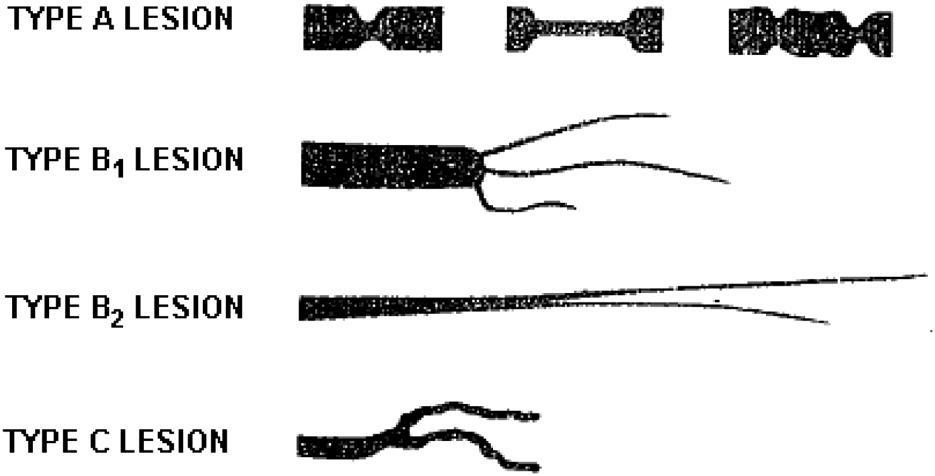 TYPE A LESION
TYPE B₁ LESION
TYPE B₂ LESION
TYPE C LESION